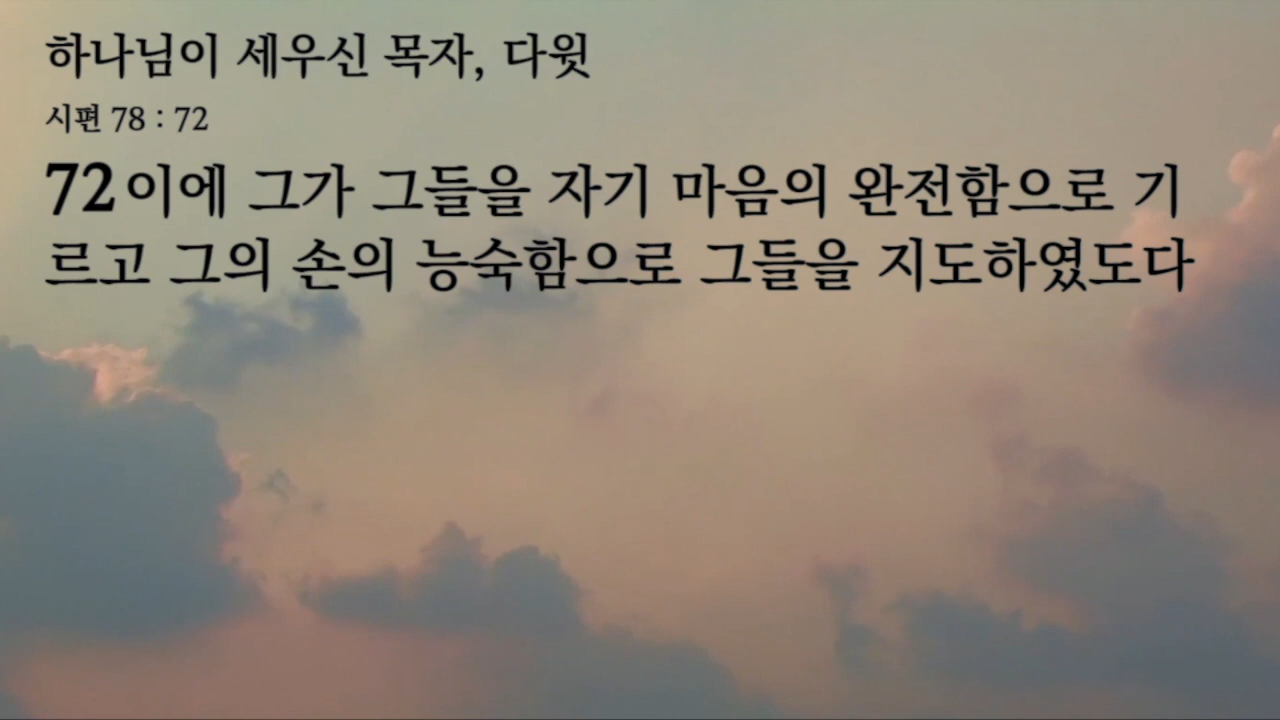 하나님이 세우신 목자, 다윗
시편 78 : 72
72이에 그가 그들을 자기 마음의 완전함으로 기
르고 그의 손의 능숙함으로 그들을 지도하였도다